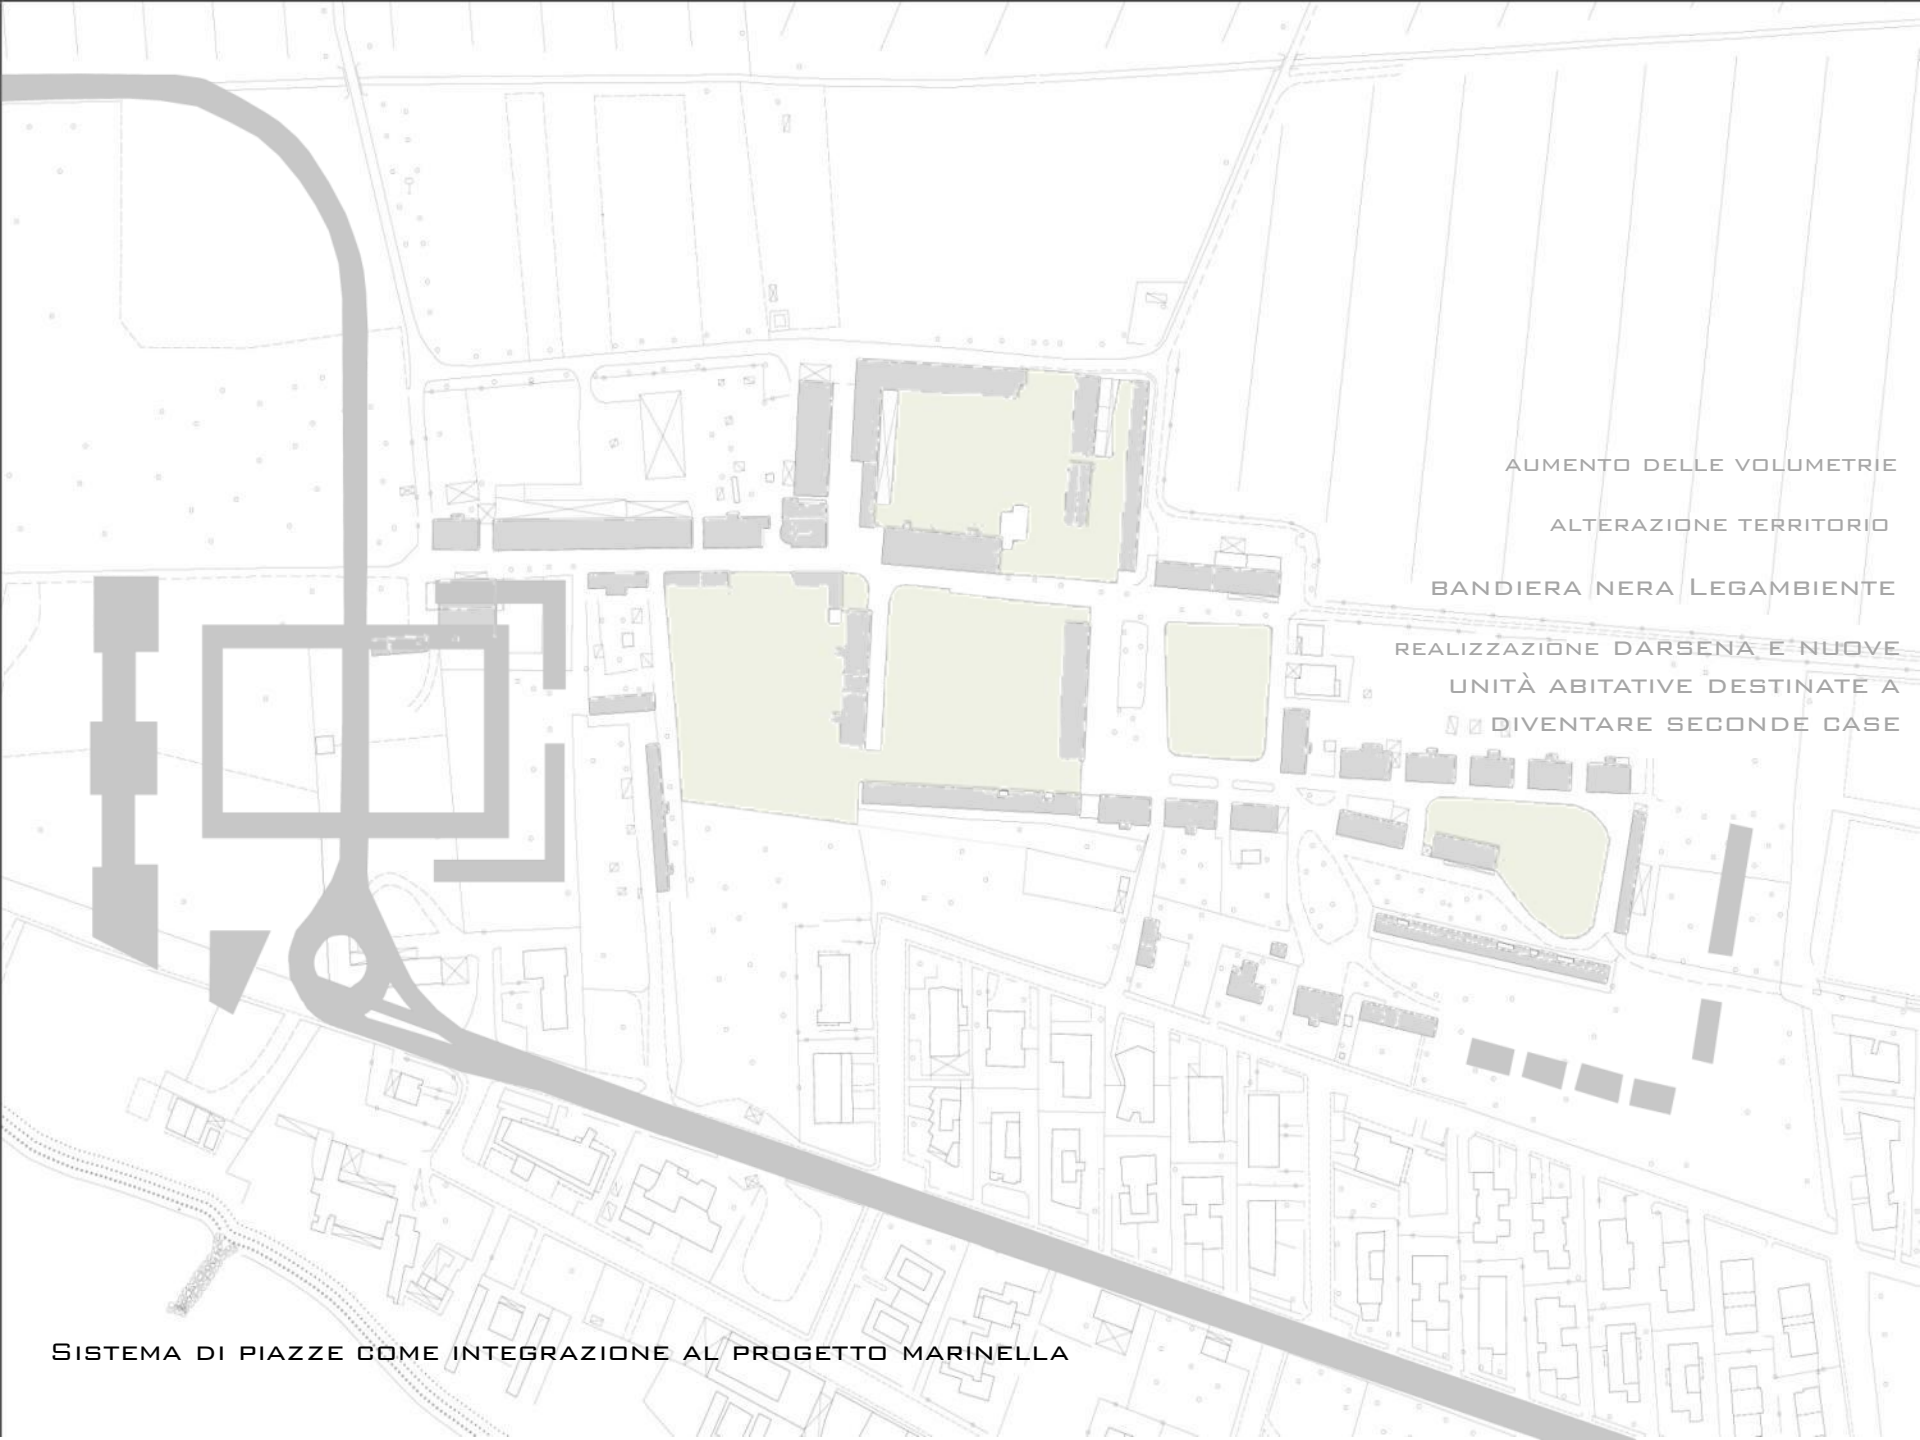 AUMENTO DELLE VOLUMETRIE
ALTERAZIONE TERRITORIO
BANDIERA NERA LEGAMBIENTE
REALIZZAZIONE DARSENA E NUOVE
UNITÀ ABITATIVE DESTINATE A
DIVENTARE SECONDE CASE
SISTEMA DI PIAZZE COME INTEGRAZIONE AL PROGETTO MARINELLA